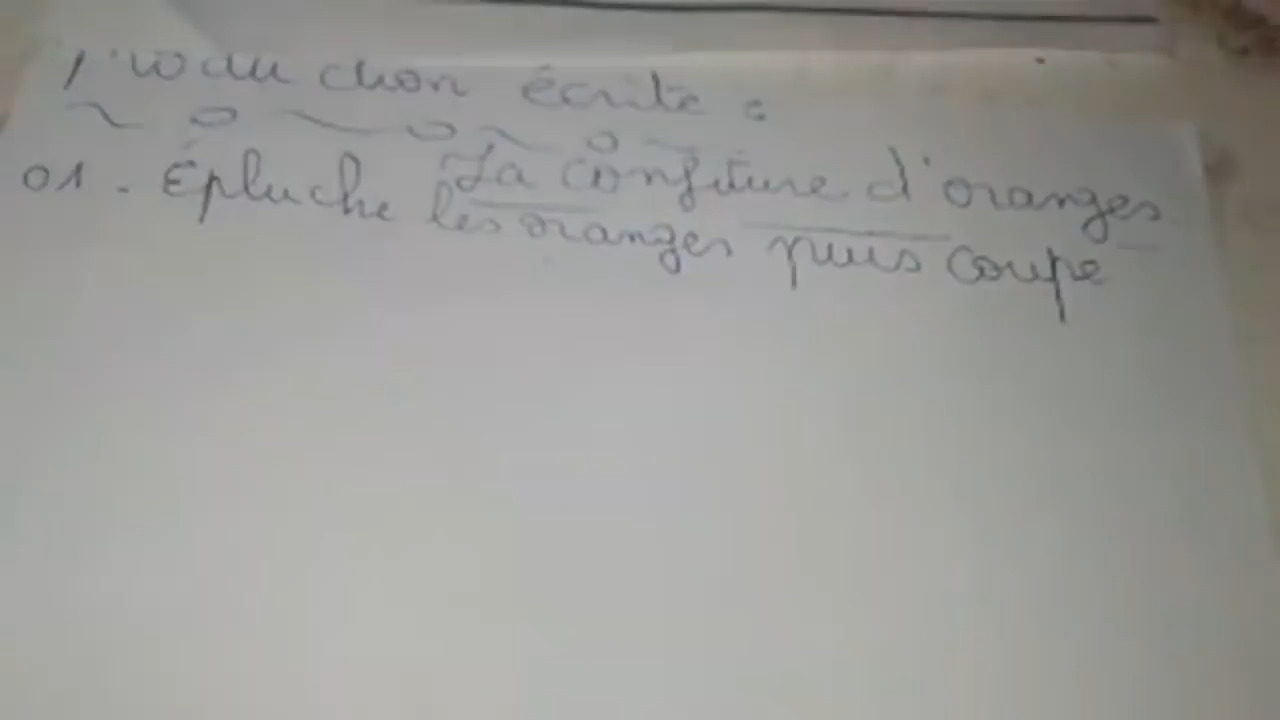 Production écrite :
La confiture d'oranges
01. Épluche les oranges puis coupe